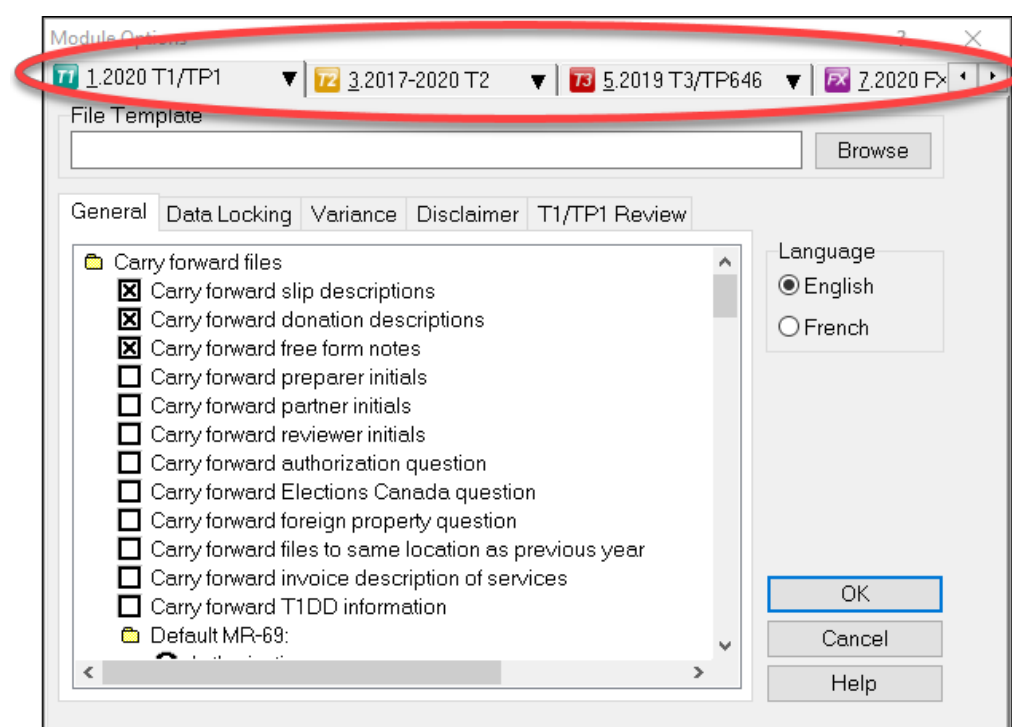 Module Options ?
T1 1.2020 T1/TP1 T2 3.2017-2020 T2 T3 5.2019 T3/TP646 FX 7.2020 FX
File Template
Browse
General Data Locking Variance Disclaimer T1/TP1 Review
Carry forward files
Carry forward slip descriptions
Carry forward donation descriptions
Carry forward free form notes
Carry forward preparer initials
Carry forward partner initials
Carry forward reviewer initials
Carry forward authorization question
Carry forward Elections Canada question
Carry forward foreign property question
Carry forward files to same location as previous year
Carry forward invoice description of services
Carry forward T1DD information
Default MR-69:
Language
English
French
OK
Cancel
Help